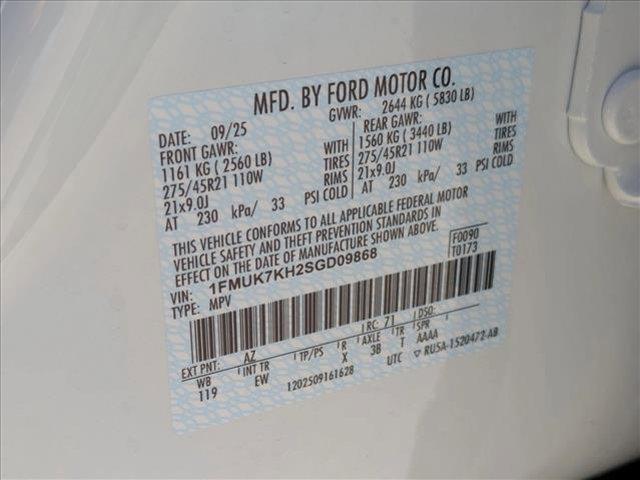 MFD. BY FORD MOTOR CO.
DATE: 09/25 GVWR: 2644 KG ( 5830 LB)
FRONT GAWR: REAR GAWR:
1161 KG ( 2560 LB) WITH 1560 KG ( 3440 LB) WITH
275/45R21 110W TIRES 275/45R21 110W TIRES
21x9.0J RIMS 21x9.0J RIMS
AT 230 kPa/ 33 PSI COLD AT 230 kPa/ 33 PSI COLD
THIS VEHICLE CONFORMS TO ALL APPLICABLE FEDERAL MOTOR
VEHICLE SAFETY AND THEFT PREVENTION STANDARDS IN
EFFECT ON THE DATE OF MANUFACTURE SHOWN ABOVE.
VIN: 1FMUK7KH2SGD09868 F0090
TYPE: MPV T0173
EXT PNT: AZ RC: 71 DSO:
WB INT TR TP/PS R AXLE TR SPR
119 EW X 3B T AAAA
1202509161628 UTC ▽ RU5A-1520472-AB